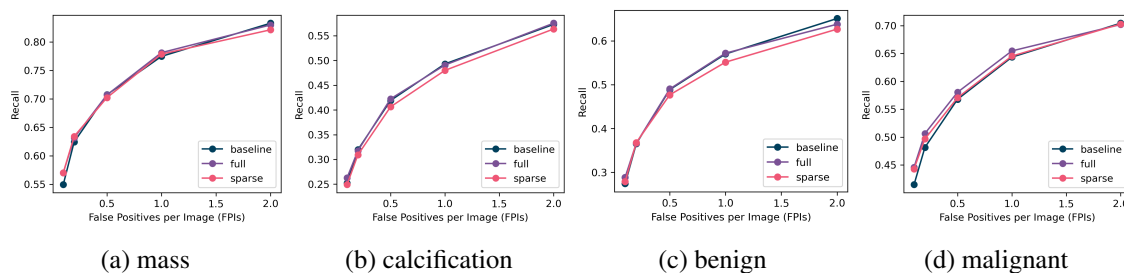 Recall
0.80
0.75
0.70
0.65
0.60
0.55
0.5
1.0
1.5
2.0
False Positives per Image (FPIs)
baseline
full
sparse
(a) mass
Recall
0.55
0.50
0.45
0.40
0.35
0.30
0.25
0.5
1.0
1.5
2.0
False Positives per Image (FPIs)
baseline
full
sparse
(b) calcification
Recall
0.6
0.5
0.4
0.3
0.5
1.0
1.5
2.0
False Positives per Image (FPIs)
baseline
full
sparse
(c) benign
Recall
0.70
0.65
0.60
0.55
0.50
0.45
0.5
1.0
1.5
2.0
False Positives per Image (FPIs)
baseline
full
sparse
(d) malignant